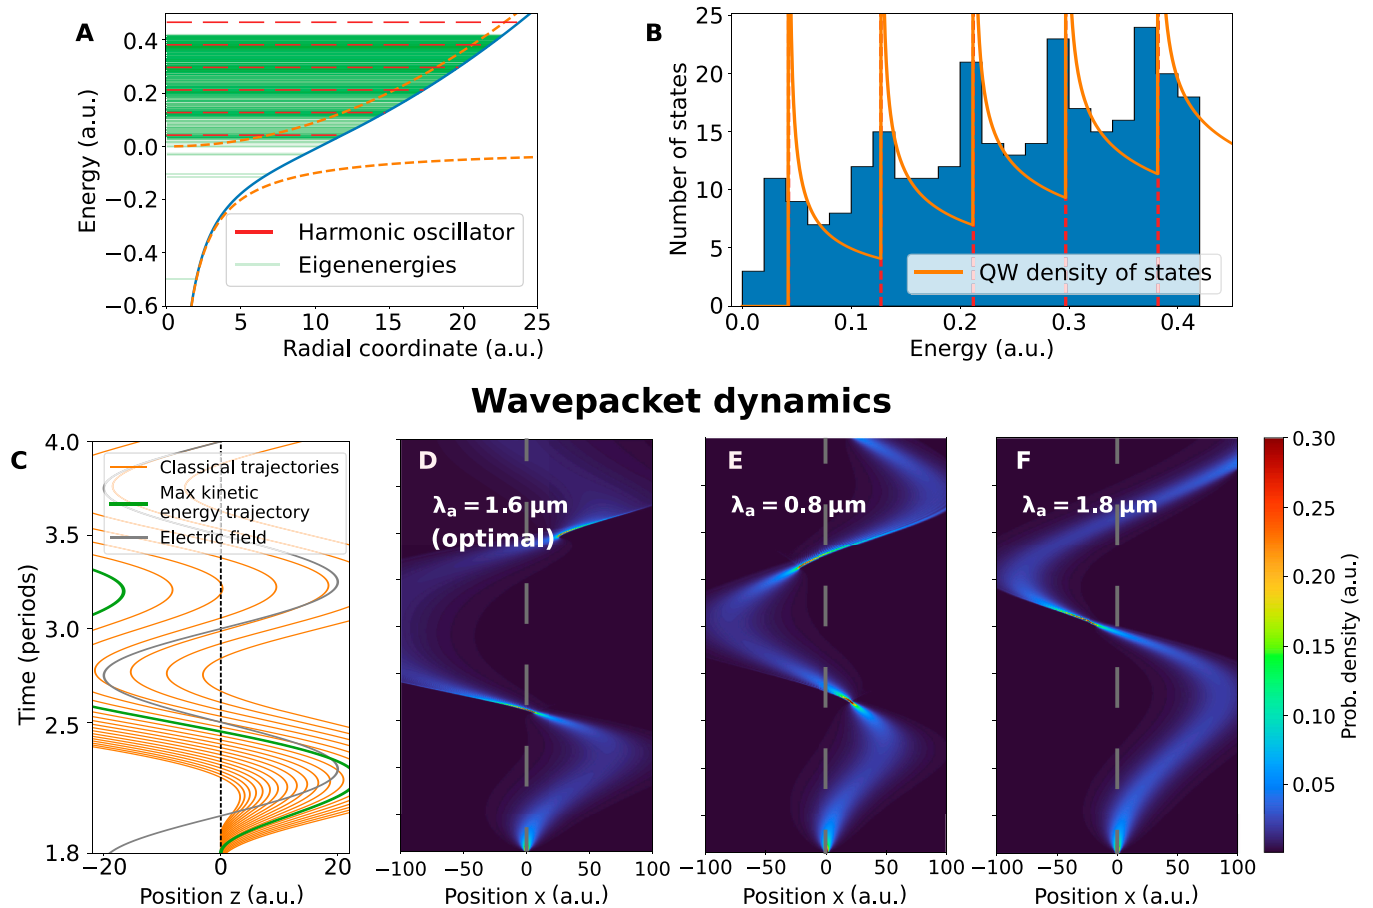 A
0.4
0.2
0.0
−0.2
−0.4
−0.6
Energy (a.u.)
Harmonic oscillator
Eigenenergies
0
5
10
15
20
25
Radial coordinate (a.u.)
B
25
20
15
10
5
0
Number of states
QW density of states
0.0
0.1
0.2
0.3
0.4
Energy (a.u.)
Wavepacket dynamics
C
4.0
3.5
3.0
2.5
1.8
Time (periods)
Classical trajectories
Max kinetic
energy trajectory
Electric field
−20
0
20
Position z (a.u.)
D
λa = 1.6 μm
(optimal)
−100
−50
0
50
100
Position x (a.u.)
E
λa = 0.8 μm
−100
−50
0
50
100
Position x (a.u.)
F
λa = 1.8 μm
−100
−50
0
50
100
Position x (a.u.)
0.30
0.25
0.20
0.15
0.10
0.05
Prob. density (a.u.)